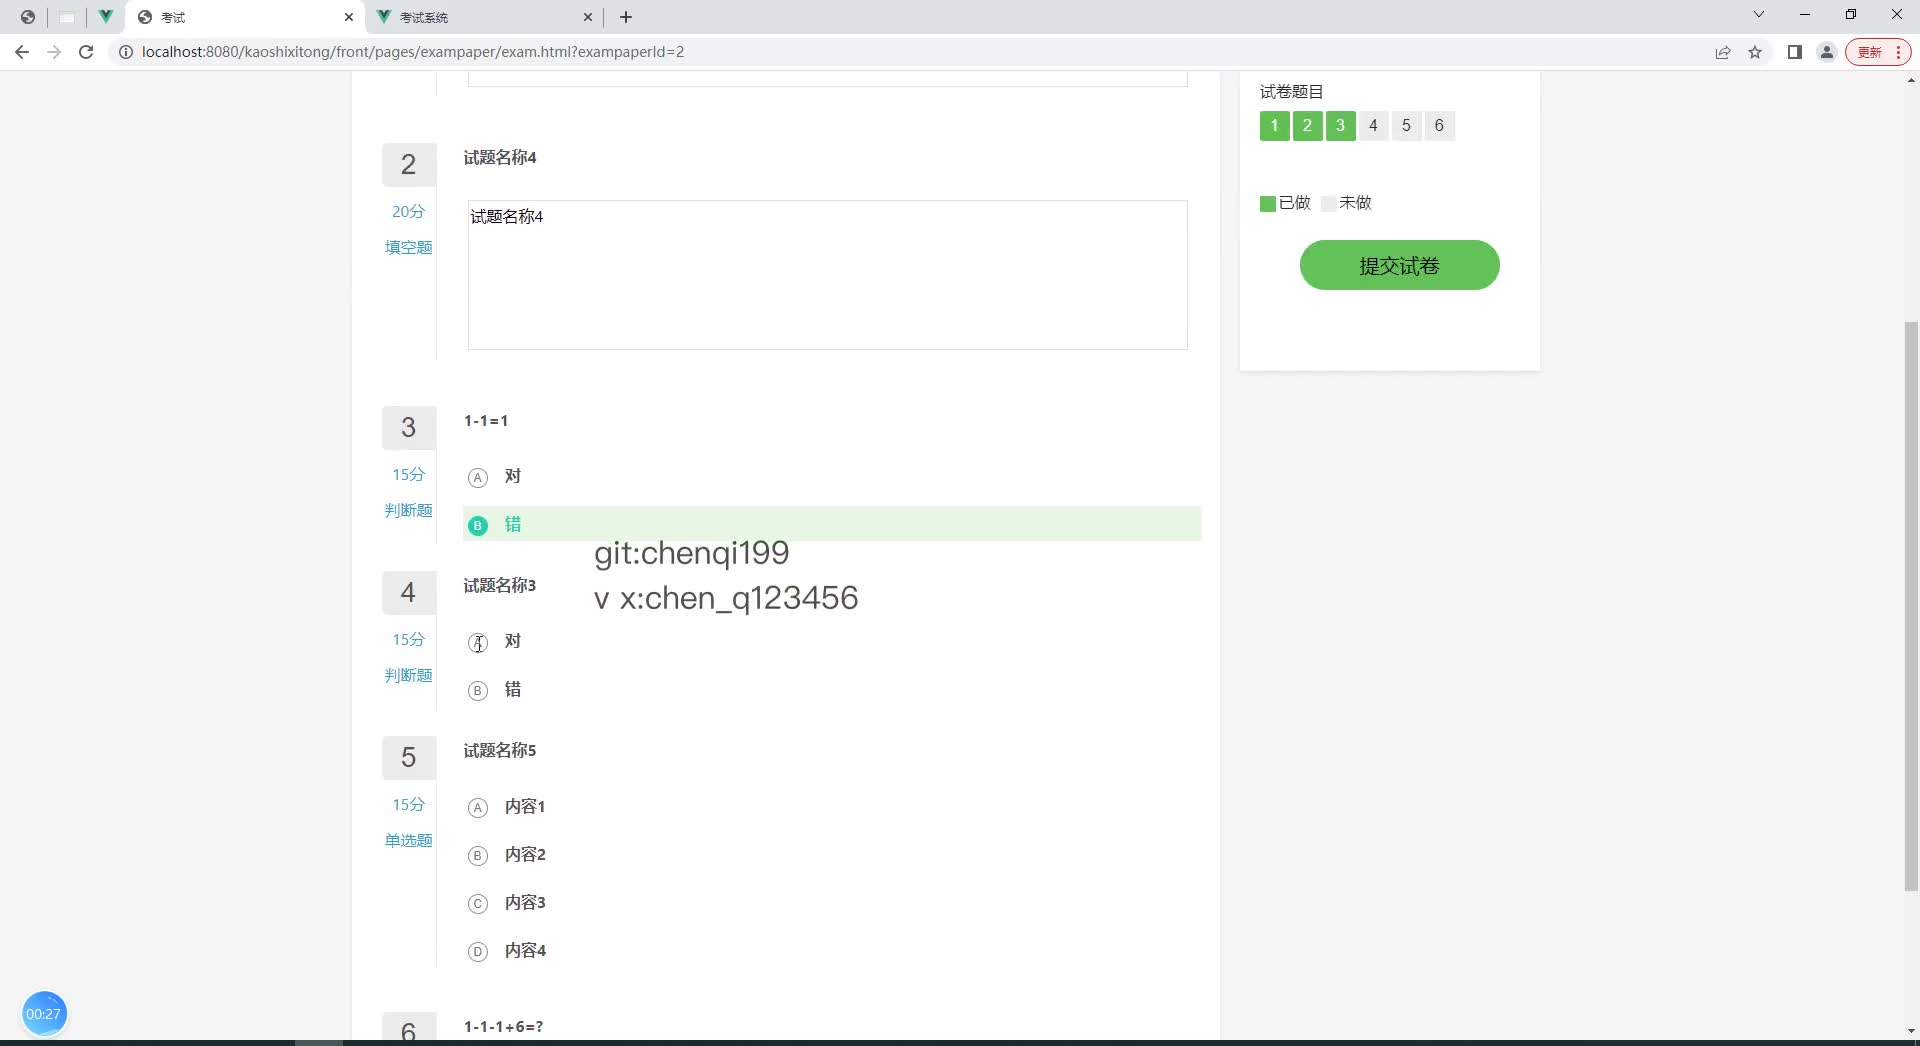 考试
考试系统
localhost:8080/kaoshixitong/front/pages/exampaper/exam.html?exampaperId=2
更新
试卷题目
1 2 3 4 5 6
已做 未做
提交试卷
2
试题名称4
20分
填空题
试题名称4
3
1-1=1
15分
判断题
A 对
B 错
git:chenqi199
v x:chen_q123456
4
试题名称3
15分
判断题
A 对
B 错
5
试题名称5
15分
单选题
A 内容1
B 内容2
C 内容3
D 内容4
6
1-1-1+6=?
00:27